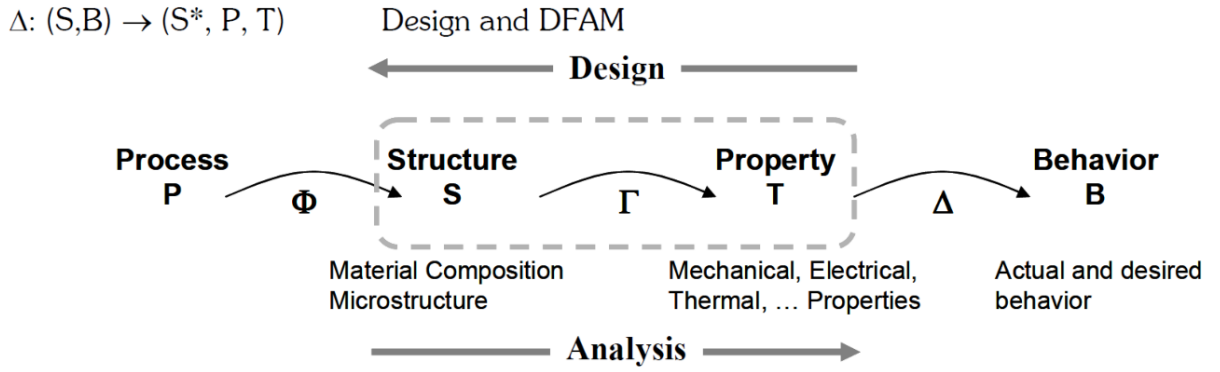 Δ: (S,B) → (S*, P, T) Design and DFAM
Design
Process Structure Property Behavior
P Φ S Γ T Δ B
Material Composition Mechanical, Electrical, Actual and desired
Microstructure Thermal, … Properties behavior
Analysis